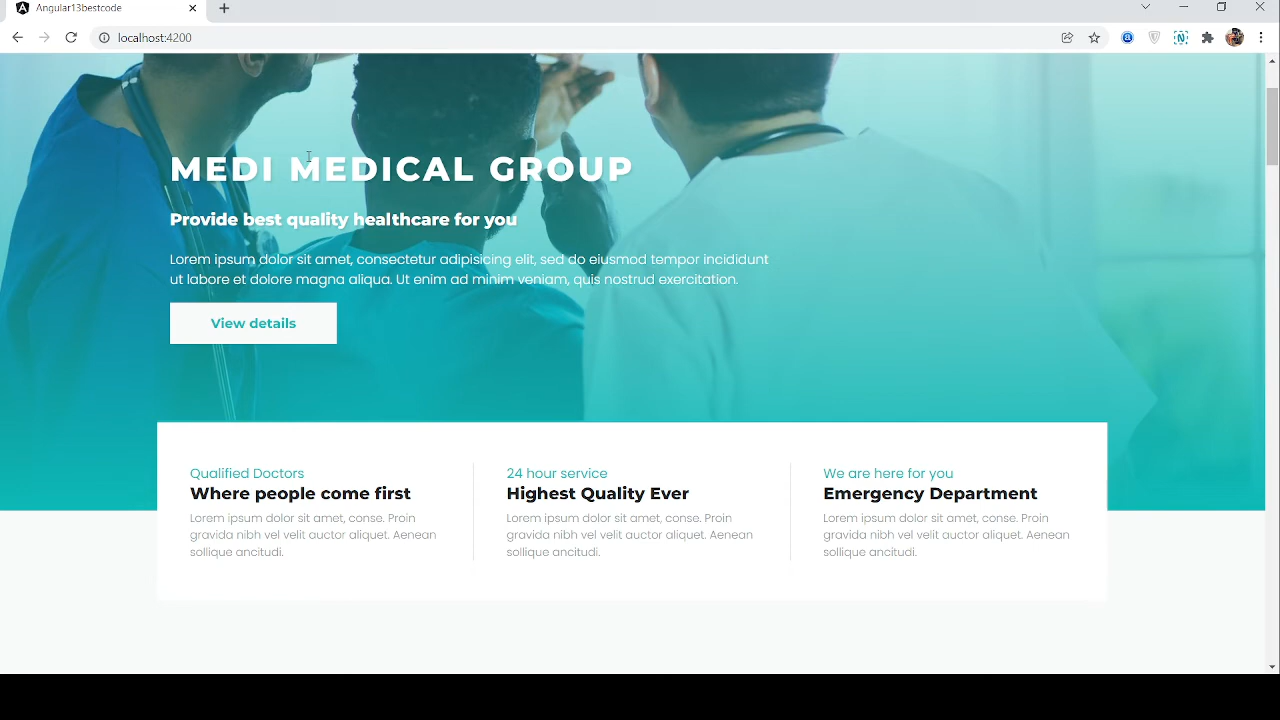 Angular13bestcode
localhost:4200
MEDI MEDICAL GROUP
Provide best quality healthcare for you
Lorem ipsum dolor sit amet, consectetur adipisicing elit, sed do eiusmod tempor incididunt
ut labore et dolore magna aliqua. Ut enim ad minim veniam, quis nostrud exercitation.
View details
Qualified Doctors
Where people come first
Lorem ipsum dolor sit amet, conse. Proin
gravida nibh vel velit auctor aliquet. Aenean
sollique ancitudi.
24 hour service
Highest Quality Ever
Lorem ipsum dolor sit amet, conse. Proin
gravida nibh vel velit auctor aliquet. Aenean
sollique ancitudi.
We are here for you
Emergency Department
Lorem ipsum dolor sit amet, conse. Proin
gravida nibh vel velit auctor aliquet. Aenean
sollique ancitudi.